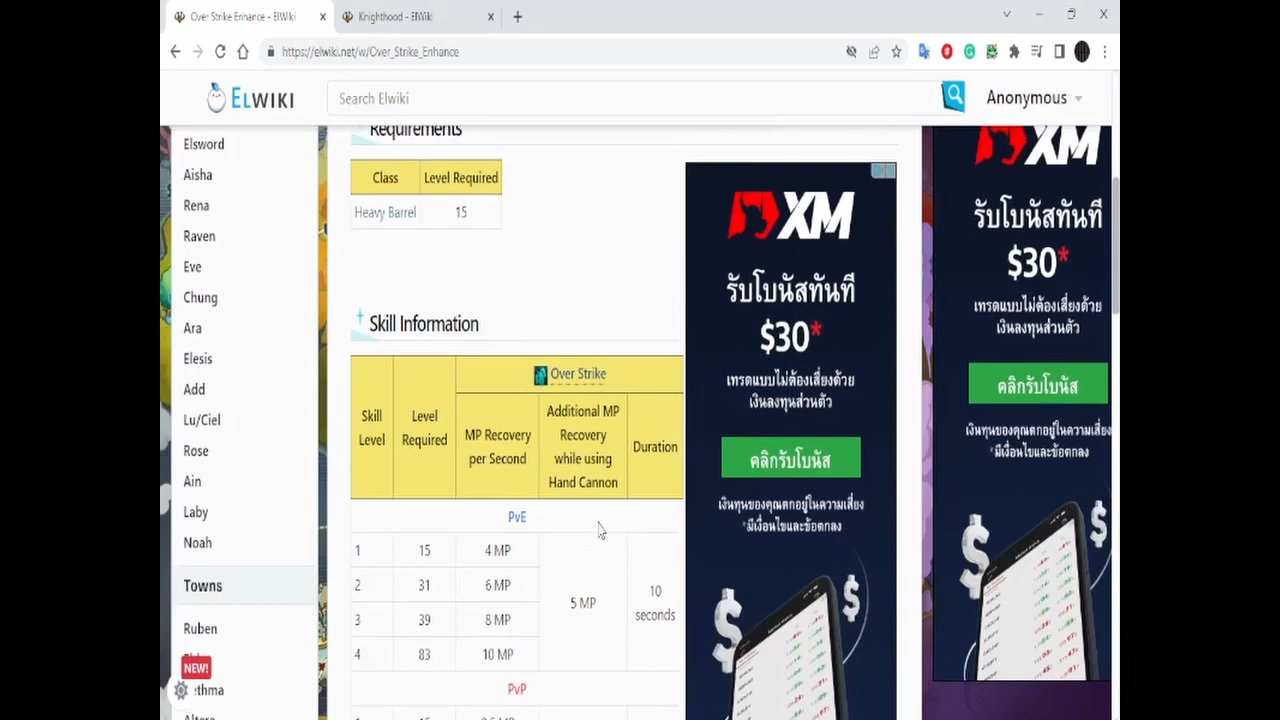 Over Strike Enhance - ElWiki
Knighthood - ElWiki
https://elwiki.net/w/Over_Strike_Enhance
ELWIKI
Search Elwiki
Anonymous
Elsword
Aisha
Rena
Raven
Eve
Chung
Ara
Elesis
Add
Lu/Ciel
Rose
Ain
Laby
Noah
Towns
Ruben
NEW!
Requirements
Class
Level Required
Heavy Barrel
15
Skill Information
Skill Level
Level Required
Over Strike
MP Recovery per Second
Additional MP Recovery while using Hand Cannon
Duration
PvE
1 15 4 MP
2 31 6 MP
3 39 8 MP
4 83 10 MP
5 MP
10 seconds
PvP
XM
รับโบนัสทันที
$30*
เทรดแบบไม่ต้องเสี่ยงด้วย
เงินลงทุนส่วนตัว
คลิกรับโบนัส
เงินทุนของคุณตกอยู่ในความเสี่ยง
*มีเงื่อนไขและข้อตกลง
XM
รับโบนัสทันที
$30*
เทรดแบบไม่ต้องเสี่ยงด้วย
เงินลงทุนส่วนตัว
คลิกรับโบนัส
เงินทุนของคุณตกอยู่ในความเสี่ยง
*มีเงื่อนไขและข้อตกลง